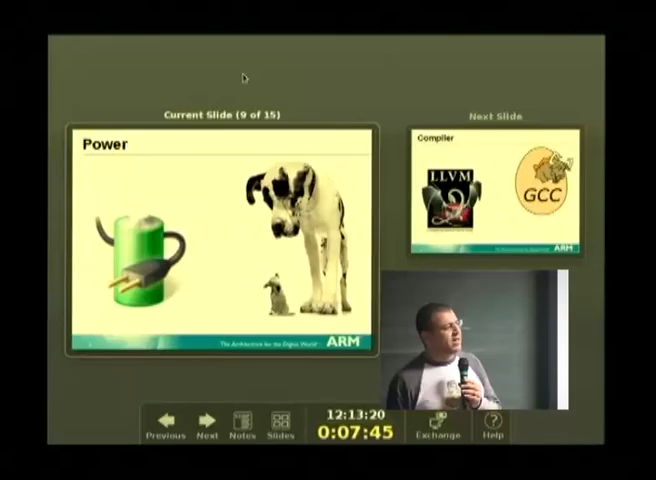 Current Slide (9 of 15)
Next Slide
Power
Compiler
LLVM
GCC
ARM
The Architecture for the Digital World
ARM
12:13:20
0:07:45
Previous
Next
Notes
Slides
Exchange
Help